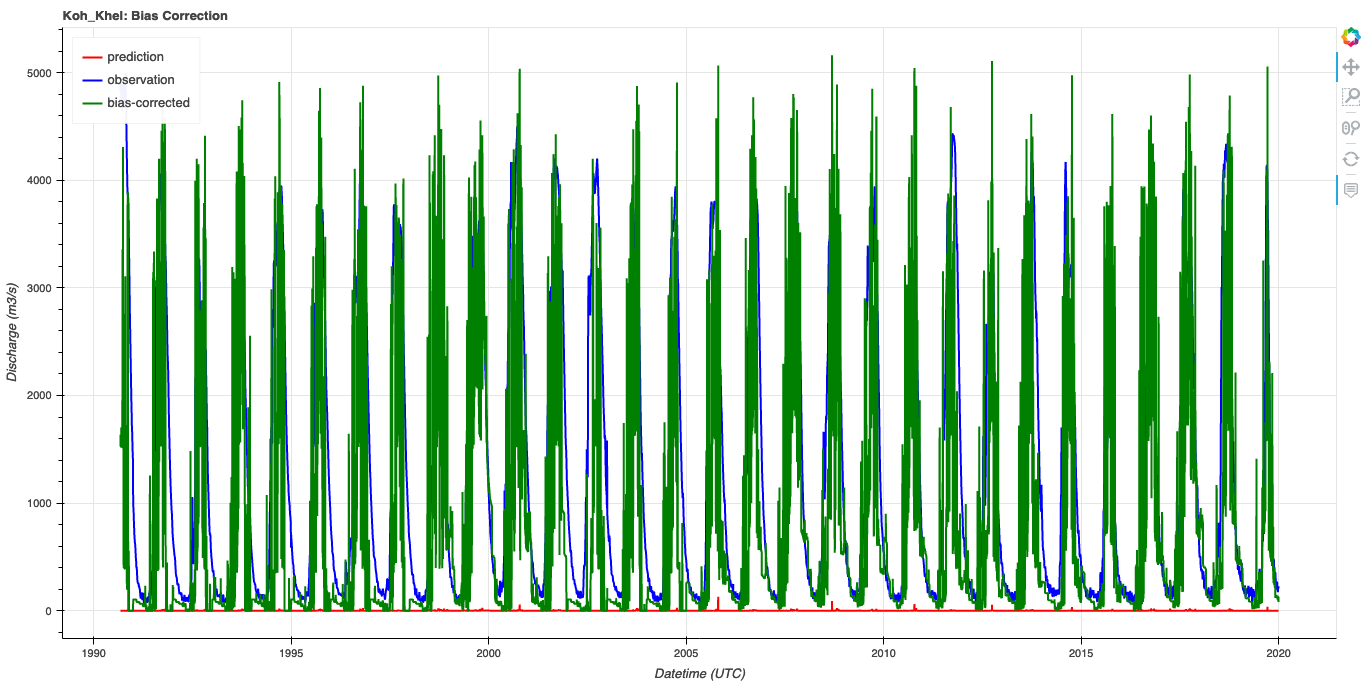 Koh_Khel: Bias Correction
prediction
observation
bias-corrected
Discharge (m3/s)
5000
4000
3000
2000
1000
0
1990
1995
2000
2005
2010
2015
2020
Datetime (UTC)